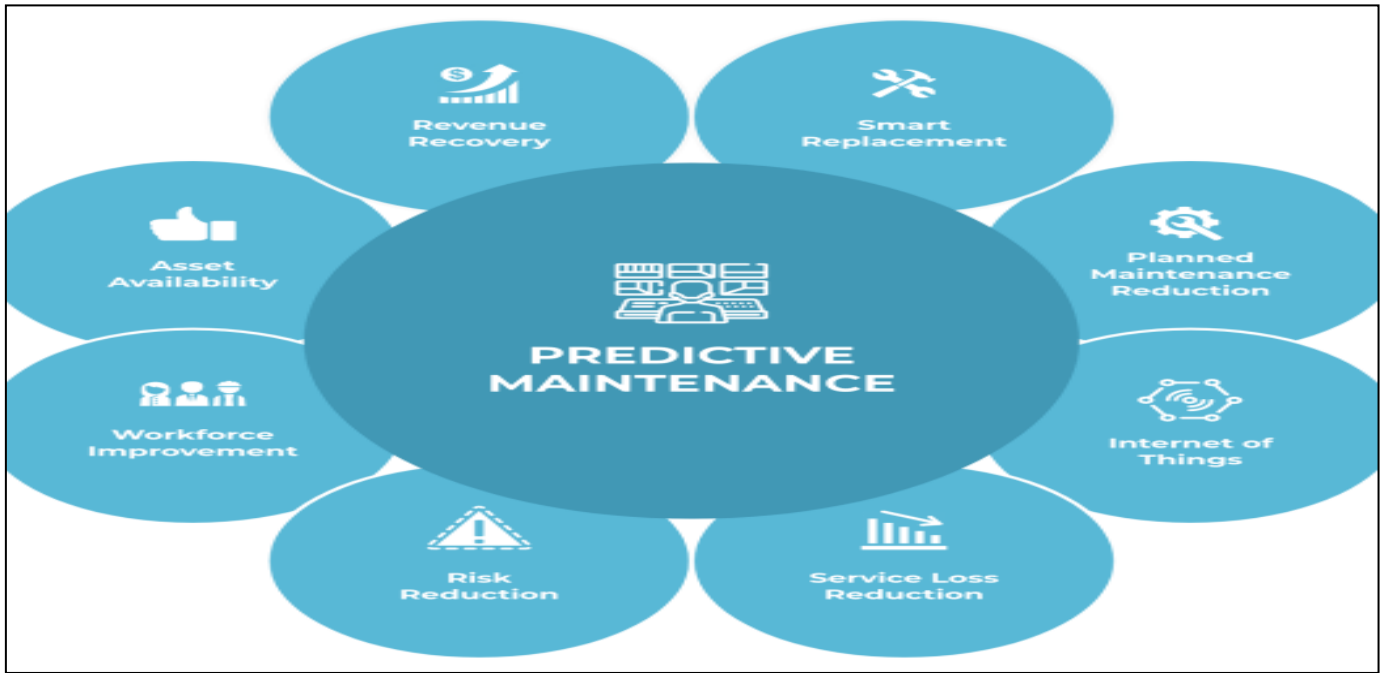 Revenue
Recovery
Smart
Replacement
Asset
Availability
Planned
Maintenance
Reduction
PREDICTIVE
MAINTENANCE
Workforce
Improvement
Internet of
Things
Risk
Reduction
Service Loss
Reduction